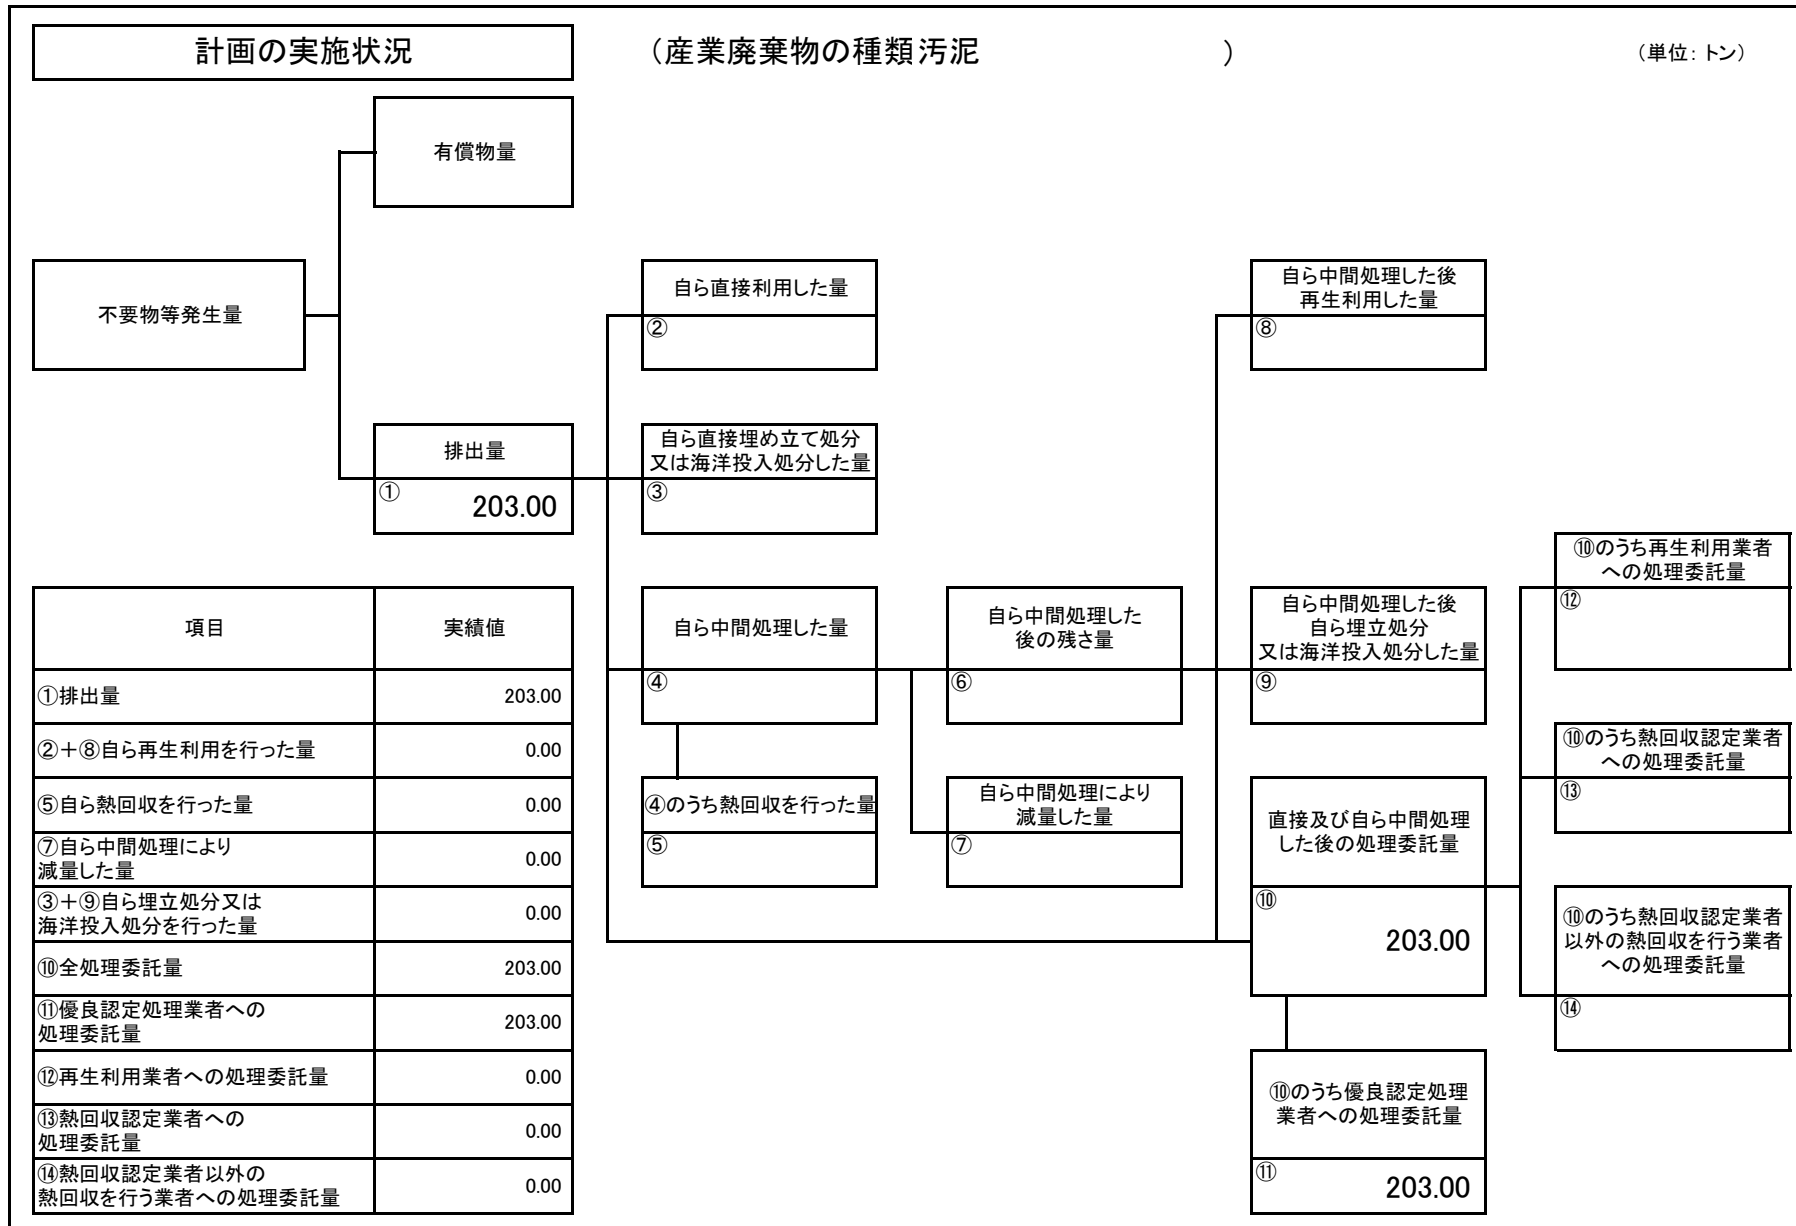 計画の実施状況
（産業廃棄物の種類汚泥　　　　　　　　）
（単位：トン）
有償物量
不要物等発生量
自ら直接利用した量
②
自ら中間処理した後
再生利用した量
⑧
排出量
① 203.00
自ら直接埋め立て処分
又は海洋投入処分した量
③
⑩のうち再生利用業者
への処理委託量
⑫
自ら中間処理した量
④
自ら中間処理した
後の残さ量
⑥
自ら中間処理した後
自ら埋立処分
又は海洋投入処分した量
⑨
⑩のうち熱回収認定業者
への処理委託量
⑬
④のうち熱回収を行った量
⑤
自ら中間処理により
減量した量
⑦
直接及び自ら中間処理
した後の処理委託量
⑩
203.00
⑩のうち熱回収認定業者
以外の熱回収を行う業者
への処理委託量
⑭
⑩のうち優良認定処理
業者への処理委託量
⑪
203.00
項目 実績値
①排出量 203.00
②＋⑧自ら再生利用を行った量 0.00
⑤自ら熱回収を行った量 0.00
⑦自ら中間処理により
減量した量 0.00
③＋⑨自ら埋立処分又は
海洋投入処分を行った量 0.00
⑩全処理委託量 203.00
⑪優良認定処理業者への
処理委託量 203.00
⑫再生利用業者への処理委託量 0.00
⑬熱回収認定業者への
処理委託量 0.00
⑭熱回収認定業者以外の
熱回収を行う業者への処理委託量 0.00